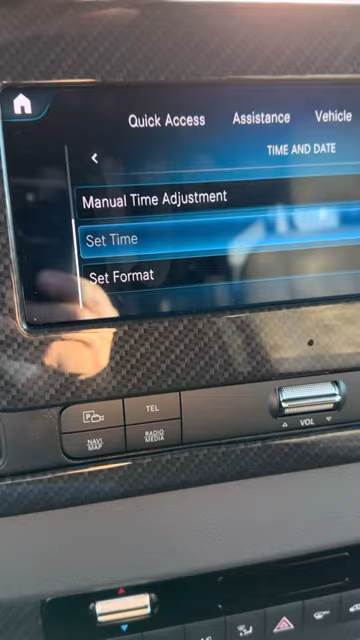 Quick Access Assistance Vehicle
TIME AND DATE
Manual Time Adjustment
Set Time
Set Format
P TEL
NAVI RADIO
MAP MEDIA
VOL